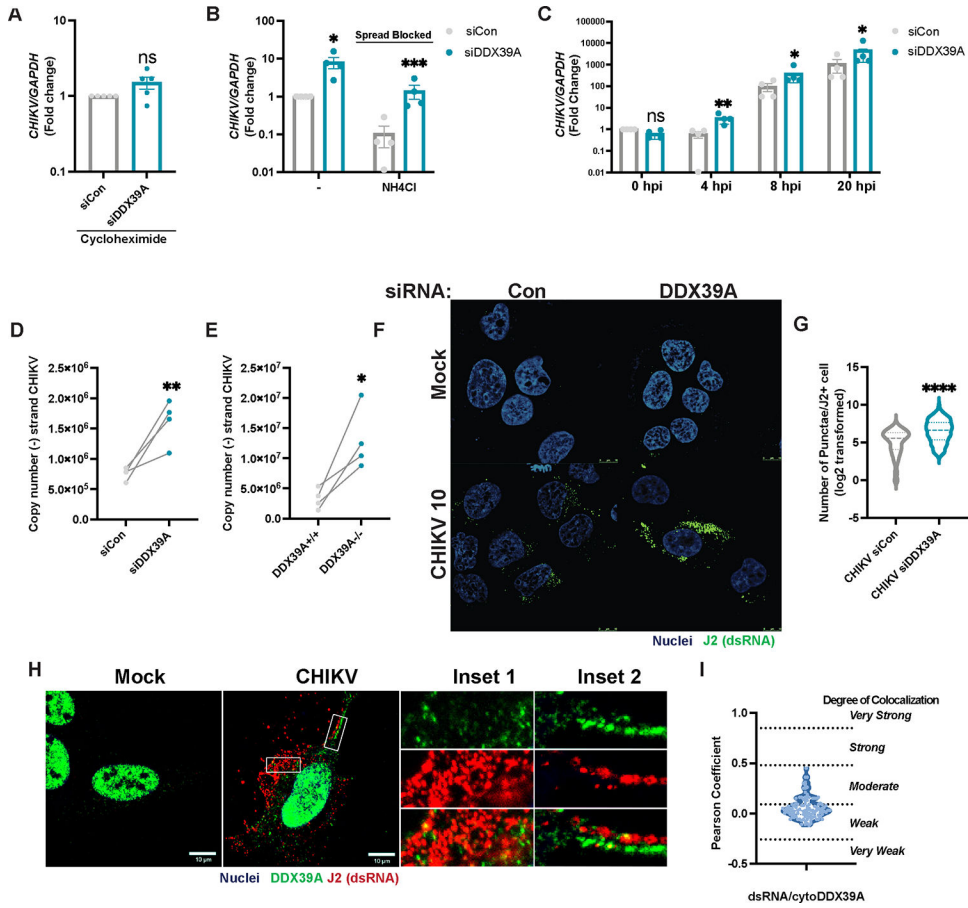 A
CHIKV/GAPDH
(Fold change)
10
1
0.1
ns
siCon
siDDX39A
Cycloheximide
B
CHIKV/GAPDH
(Fold change)
100
10
1
0.1
0.01
Spread Blocked
*
***
-
NH4Cl
siCon
siDDX39A
C
CHIKV/GAPDH
(Fold Change)
100000
10000
1000
100
10
1
0.1
0.01
ns
**
*
*
0 hpi
4 hpi
8 hpi
20 hpi
siCon
siDDX39A
D
Copy number (-) strand CHIKV
2.5×10⁶
2.0×10⁶
1.5×10⁶
1.0×10⁶
5.0×10⁵
0.0
**
siCon
siDDX39A
E
Copy number (-) strand CHIKV
2.5×10⁷
2.0×10⁷
1.5×10⁷
1.0×10⁷
5.0×10⁶
0.0
*
DDX39A+/+
DDX39A-/-
F
siRNA:
Con
DDX39A
Mock
CHIKV 10
Nuclei J2 (dsRNA)
G
Number of Punctae/J2+ cell
(log2 transformed)
15
10
5
0
-5
****
CHIKV siCon
CHIKV siDDX39A
H
Mock
CHIKV
Inset 1
Inset 2
10 µm
10 µm
Nuclei DDX39A J2 (dsRNA)
I
Pearson Coefficient
1.0
0.5
0.0
-0.5
Degree of Colocalization
Very Strong
Strong
Moderate
Weak
Very Weak
dsRNA/cytoDDX39A